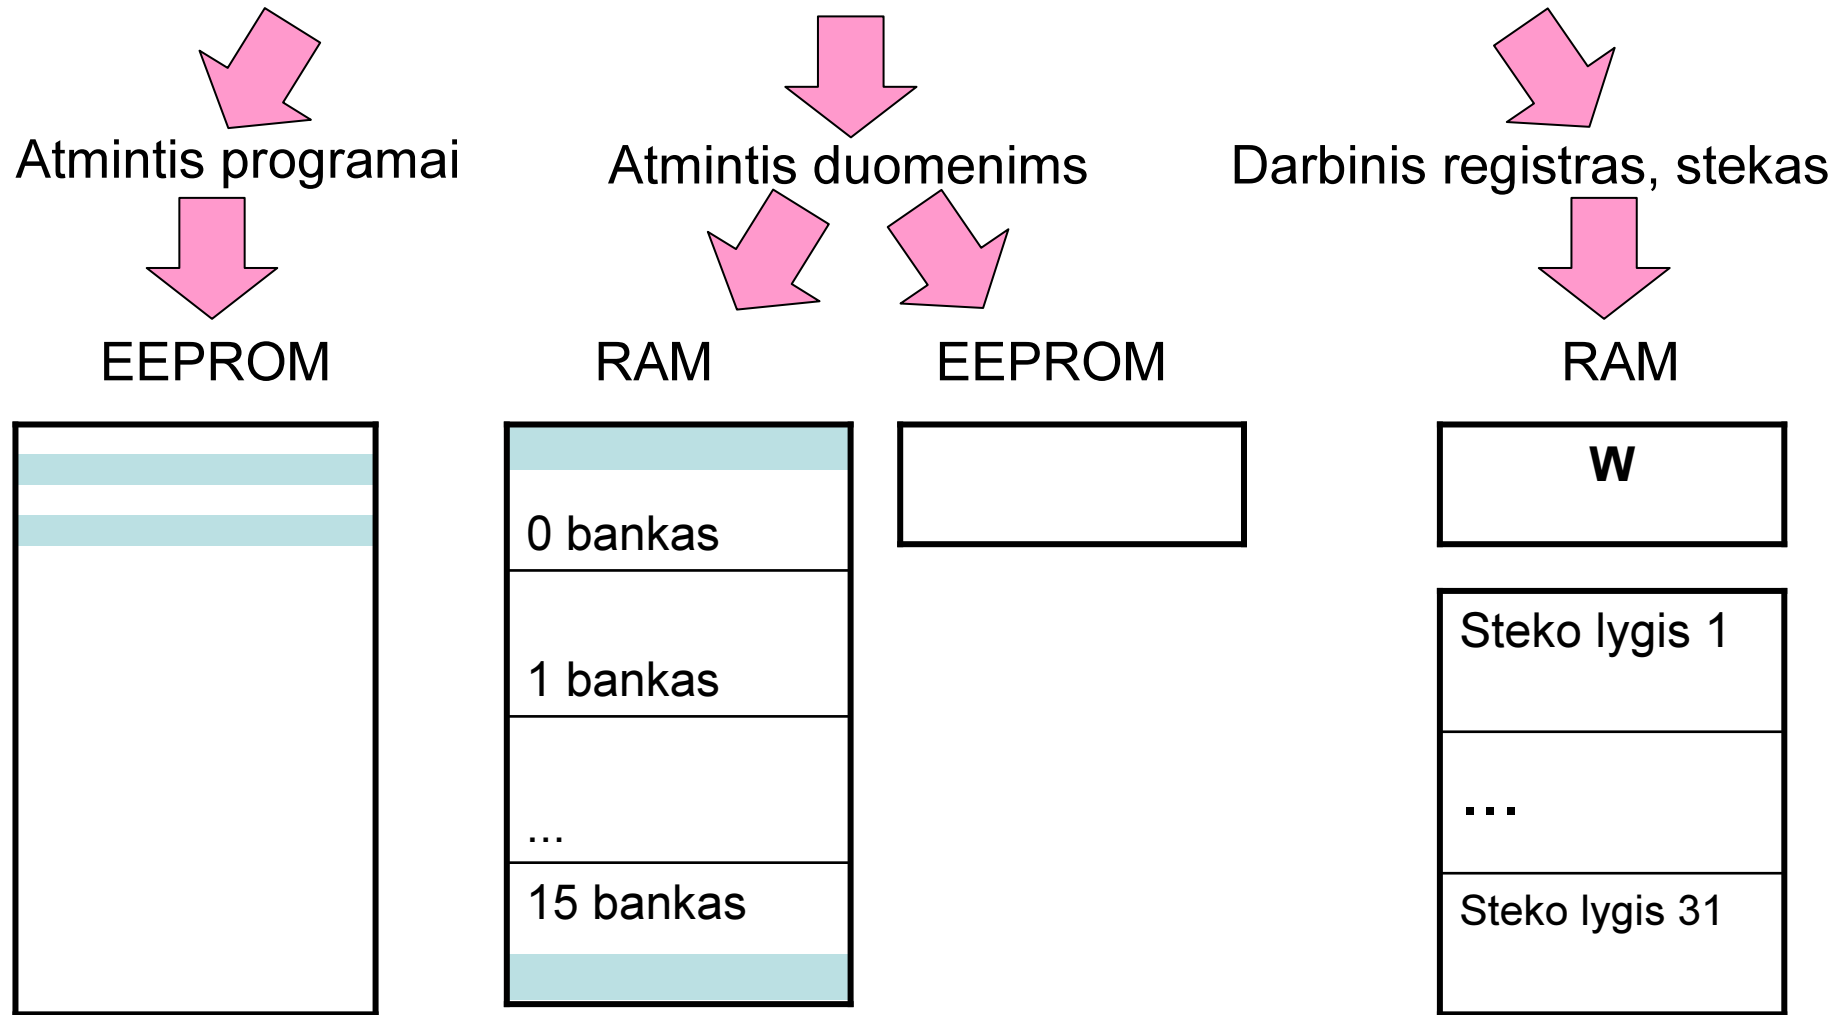 Atmintis programai
Atmintis duomenims
Darbinis registras, stekas
EEPROM
RAM
EEPROM
RAM
0 bankas
1 bankas
...
15 bankas
W
Steko lygis 1
...
Steko lygis 31